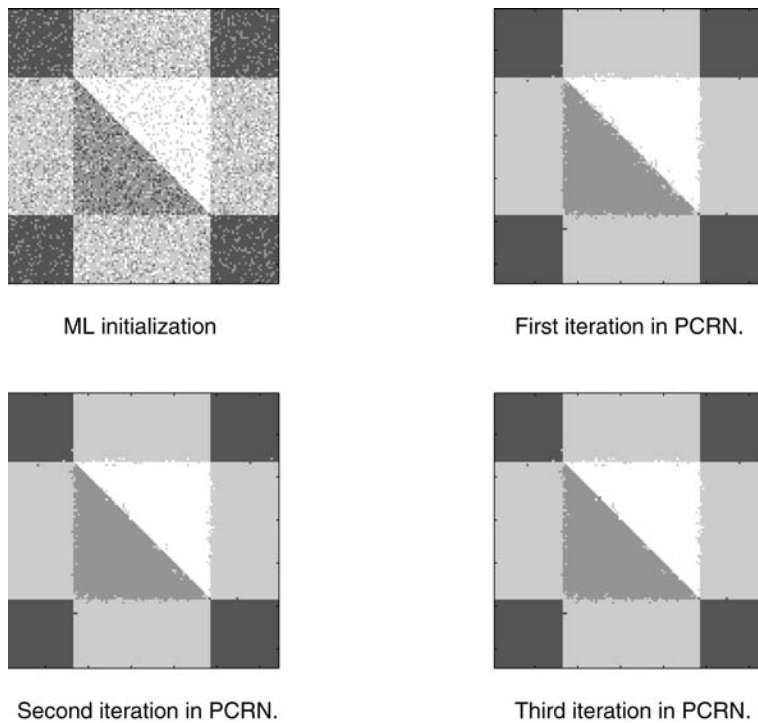 ML initialization
First iteration in PCRN.
Second iteration in PCRN.
Third iteration in PCRN.